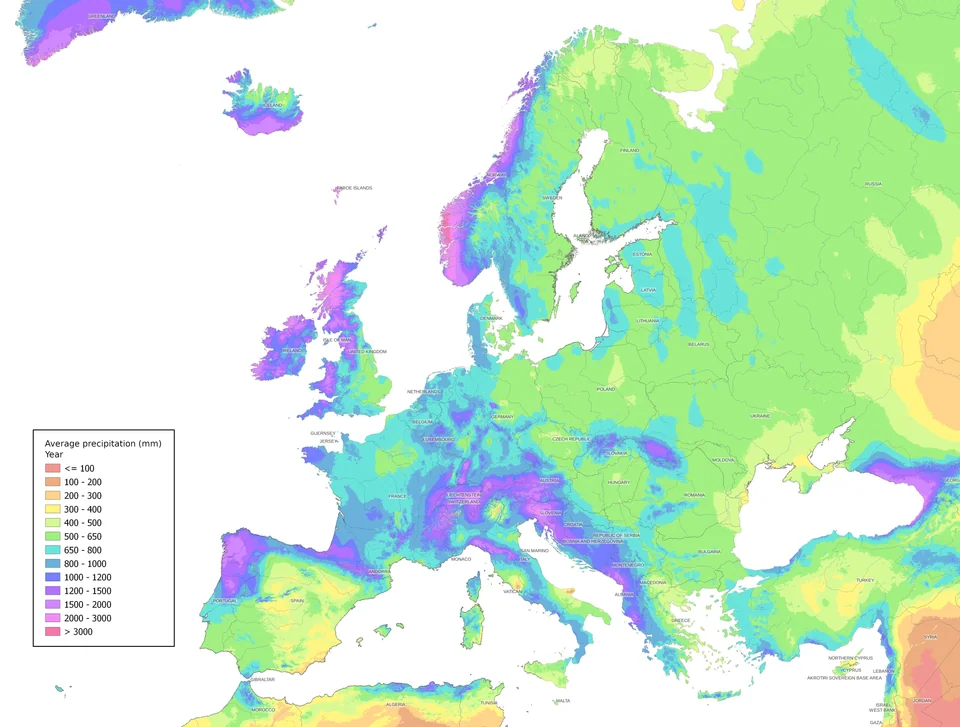 GREENLAND
ICELAND
FAROE ISLANDS
NORWAY
SWEDEN
FINLAND
RUSSIA
ESTONIA
LATVIA
LITHUANIA
BELARUS
DENMARK
ISLE OF MAN
IRELAND
UNITED KINGDOM
NETHERLANDS
BELGIUM
LUXEMBOURG
GERMANY
POLAND
UKRAINE
GUERNSEY
JERSEY
CZECH REPUBLIC
SLOVAKIA
MOLDOVA
FRANCE
LIECHTENSTEIN
SWITZERLAND
AUSTRIA
HUNGARY
ROMANIA
SLOVENIA
CROATIA
REPUBLIC OF SERBIA
BOSNIA AND HERZEGOVINA
SAN MARINO
ITALY
MONACO
MONTENEGRO
BULGARIA
ANDORRA
VATICAN
MACEDONIA
ALBANIA
PORTUGAL
SPAIN
GREECE
TURKEY
GIBRALTAR
MOROCCO
ALGERIA
TUNISIA
MALTA
NORTHERN CYPRUS
CYPRUS
AKROTIRI SOVEREIGN BASE AREA
LEBANON
SYRIA
ISRAEL
WEST BANK
GAZA
JORDAN
Average precipitation (mm)
Year
<= 100
100 - 200
200 - 300
300 - 400
400 - 500
500 - 650
650 - 800
800 - 1000
1000 - 1200
1200 - 1500
1500 - 2000
2000 - 3000
> 3000